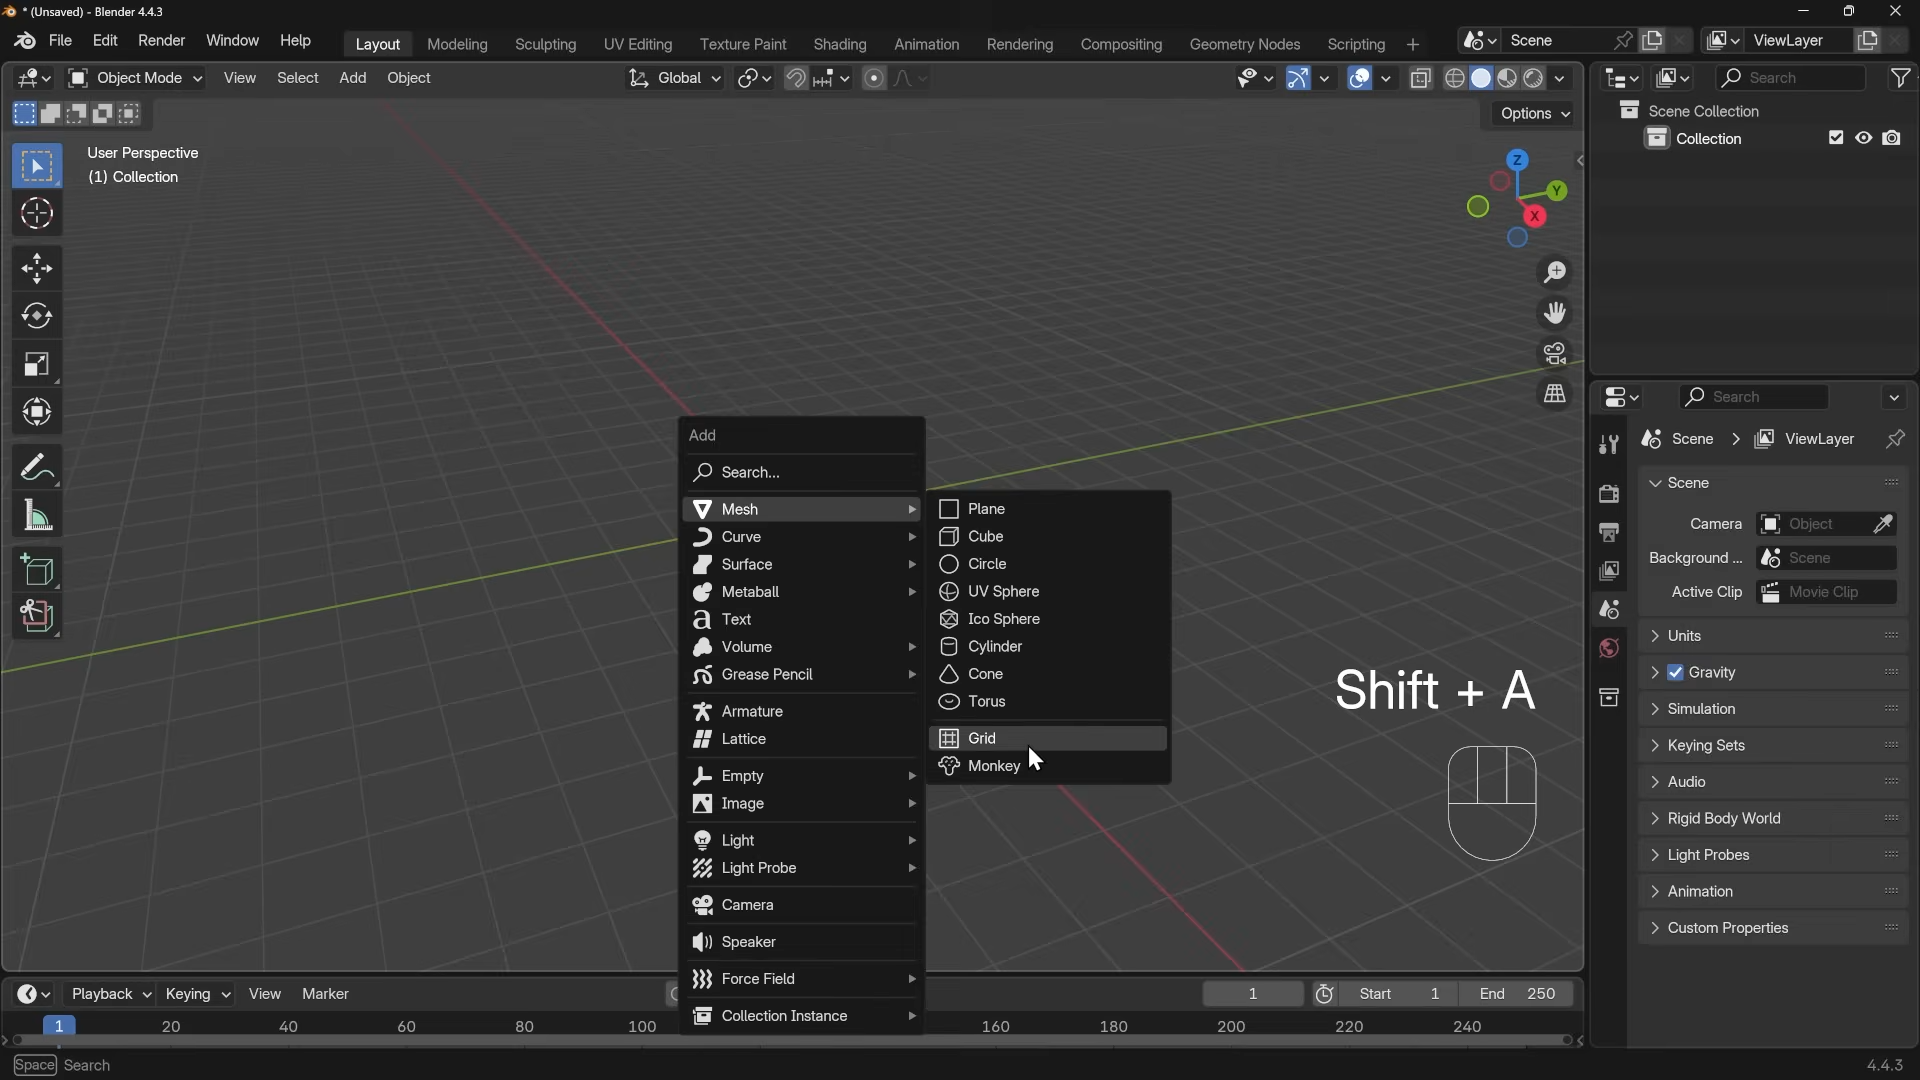 * (Unsaved) - Blender 4.4.3
File Edit Render Window Help
Layout Modeling Sculpting UV Editing Texture Paint Shading Animation Rendering Compositing Geometry Nodes Scripting +
Scene
ViewLayer
Object Mode View Select Add Object
Global
Search
Options
Scene Collection
Collection
User Perspective
(1) Collection
Z
Y
X
Search
Scene ViewLayer
Scene
Camera Object
Background ... Scene
Active Clip Movie Clip
Units
Gravity
Simulation
Keying Sets
Audio
Rigid Body World
Light Probes
Animation
Custom Properties
Add
Search...
Mesh
Curve
Surface
Metaball
Text
Volume
Grease Pencil
Armature
Lattice
Empty
Image
Light
Light Probe
Camera
Speaker
Force Field
Collection Instance
Plane
Cube
Circle
UV Sphere
Ico Sphere
Cylinder
Cone
Torus
Grid
Monkey
Shift + A
Playback Keying View Marker
1 Start 1 End 250
1 20 40 60 80 100 160 180 200 220 240
Space Search
4.4.3